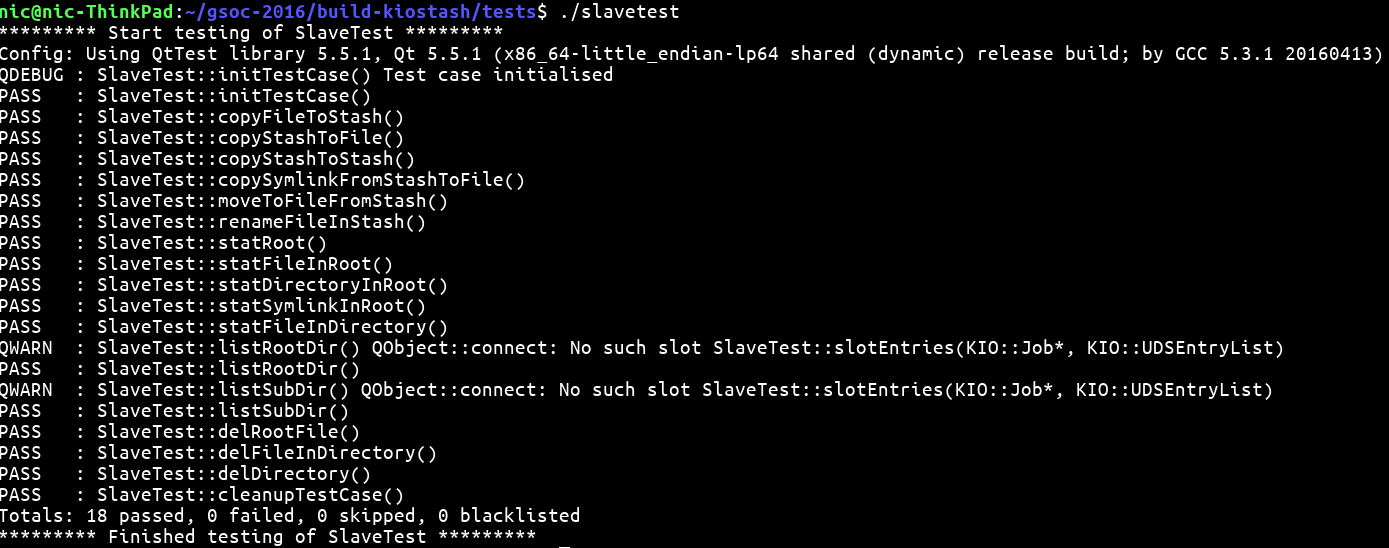 nic@nic-ThinkPad:~/gsoc-2016/build-kiostash/tests$ ./slavetest
********* Start testing of SlaveTest *********
Config: Using QtTest library 5.5.1, Qt 5.5.1 (x86_64-little_endian-lp64 shared (dynamic) release build; by GCC 5.3.1 20160413)
QDEBUG : SlaveTest::initTestCase() Test case initialised
PASS   : SlaveTest::initTestCase()
PASS   : SlaveTest::copyFileToStash()
PASS   : SlaveTest::copyStashToFile()
PASS   : SlaveTest::copyStashToStash()
PASS   : SlaveTest::copySymlinkFromStashToFile()
PASS   : SlaveTest::moveToFileFromStash()
PASS   : SlaveTest::renameFileInStash()
PASS   : SlaveTest::statRoot()
PASS   : SlaveTest::statFileInRoot()
PASS   : SlaveTest::statDirectoryInRoot()
PASS   : SlaveTest::statSymlinkInRoot()
PASS   : SlaveTest::statFileInDirectory()
QWARN  : SlaveTest::listRootDir() QObject::connect: No such slot SlaveTest::slotEntries(KIO::Job*, KIO::UDSEntryList)
PASS   : SlaveTest::listRootDir()
QWARN  : SlaveTest::listSubDir() QObject::connect: No such slot SlaveTest::slotEntries(KIO::Job*, KIO::UDSEntryList)
PASS   : SlaveTest::listSubDir()
PASS   : SlaveTest::delRootFile()
PASS   : SlaveTest::delFileInDirectory()
PASS   : SlaveTest::delDirectory()
PASS   : SlaveTest::cleanupTestCase()
Totals: 18 passed, 0 failed, 0 skipped, 0 blacklisted
********* Finished testing of SlaveTest *********